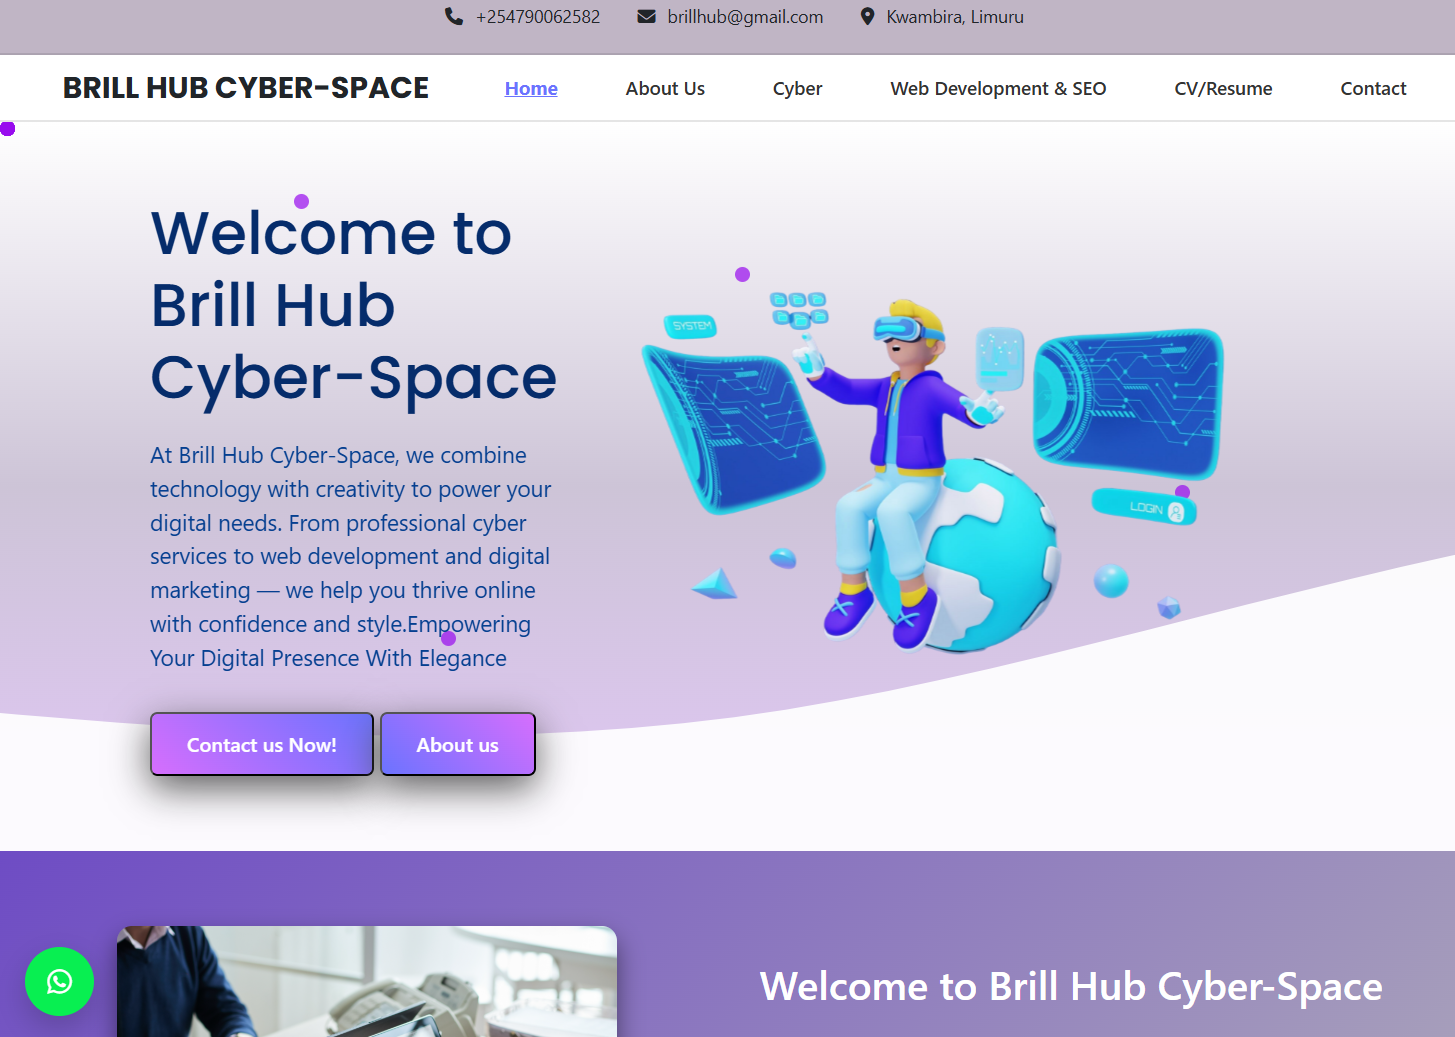 +254790062582 brillhub@gmail.com Kwambira, Limuru
BRILL HUB CYBER-SPACE Home About Us Cyber Web Development & SEO CV/Resume Contact
Welcome to
Brill Hub
Cyber-Space
SYSTEM
LOGIN
At Brill Hub Cyber-Space, we combine
technology with creativity to power your
digital needs. From professional cyber
services to web development and digital
marketing — we help you thrive online
with confidence and style.Empowering
Your Digital Presence With Elegance
Contact us Now! About us
Welcome to Brill Hub Cyber-Space